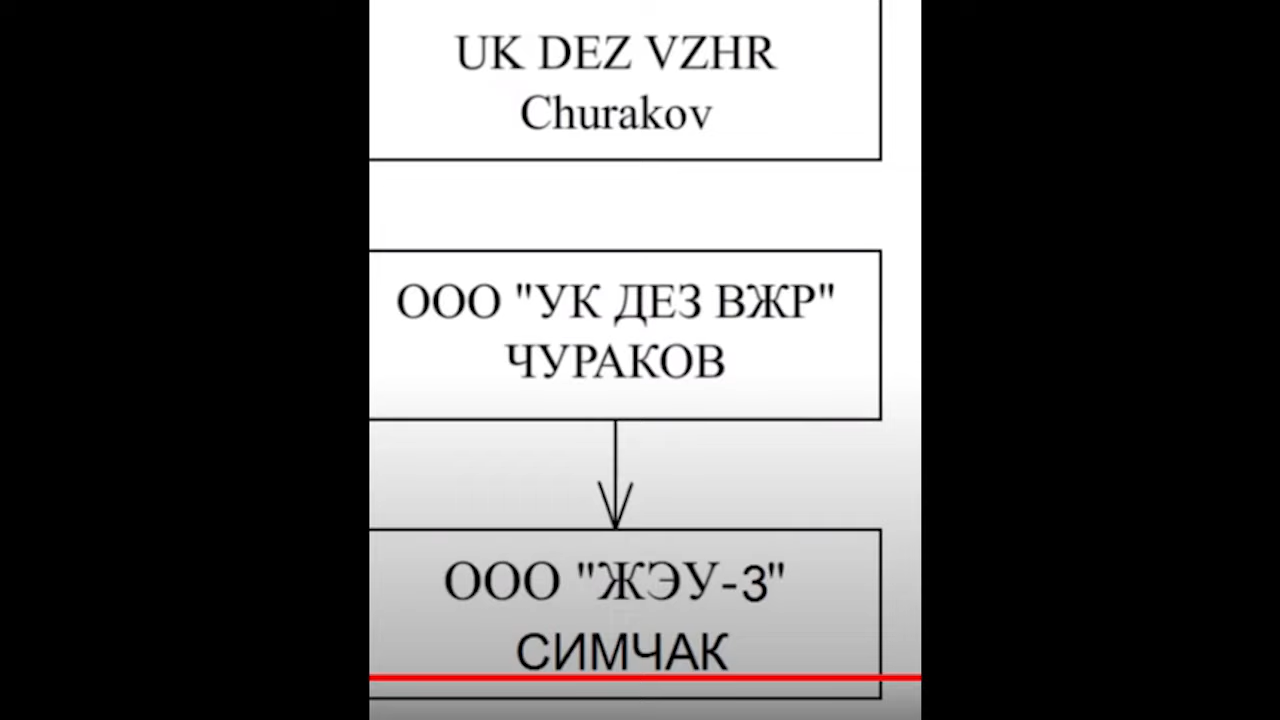 UK DEZ VZHR
Churakov
ООО "УК ДЕЗ ВЖР"
ЧУРАКОВ
ООО "ЖЭУ-3"
СИМЧАК